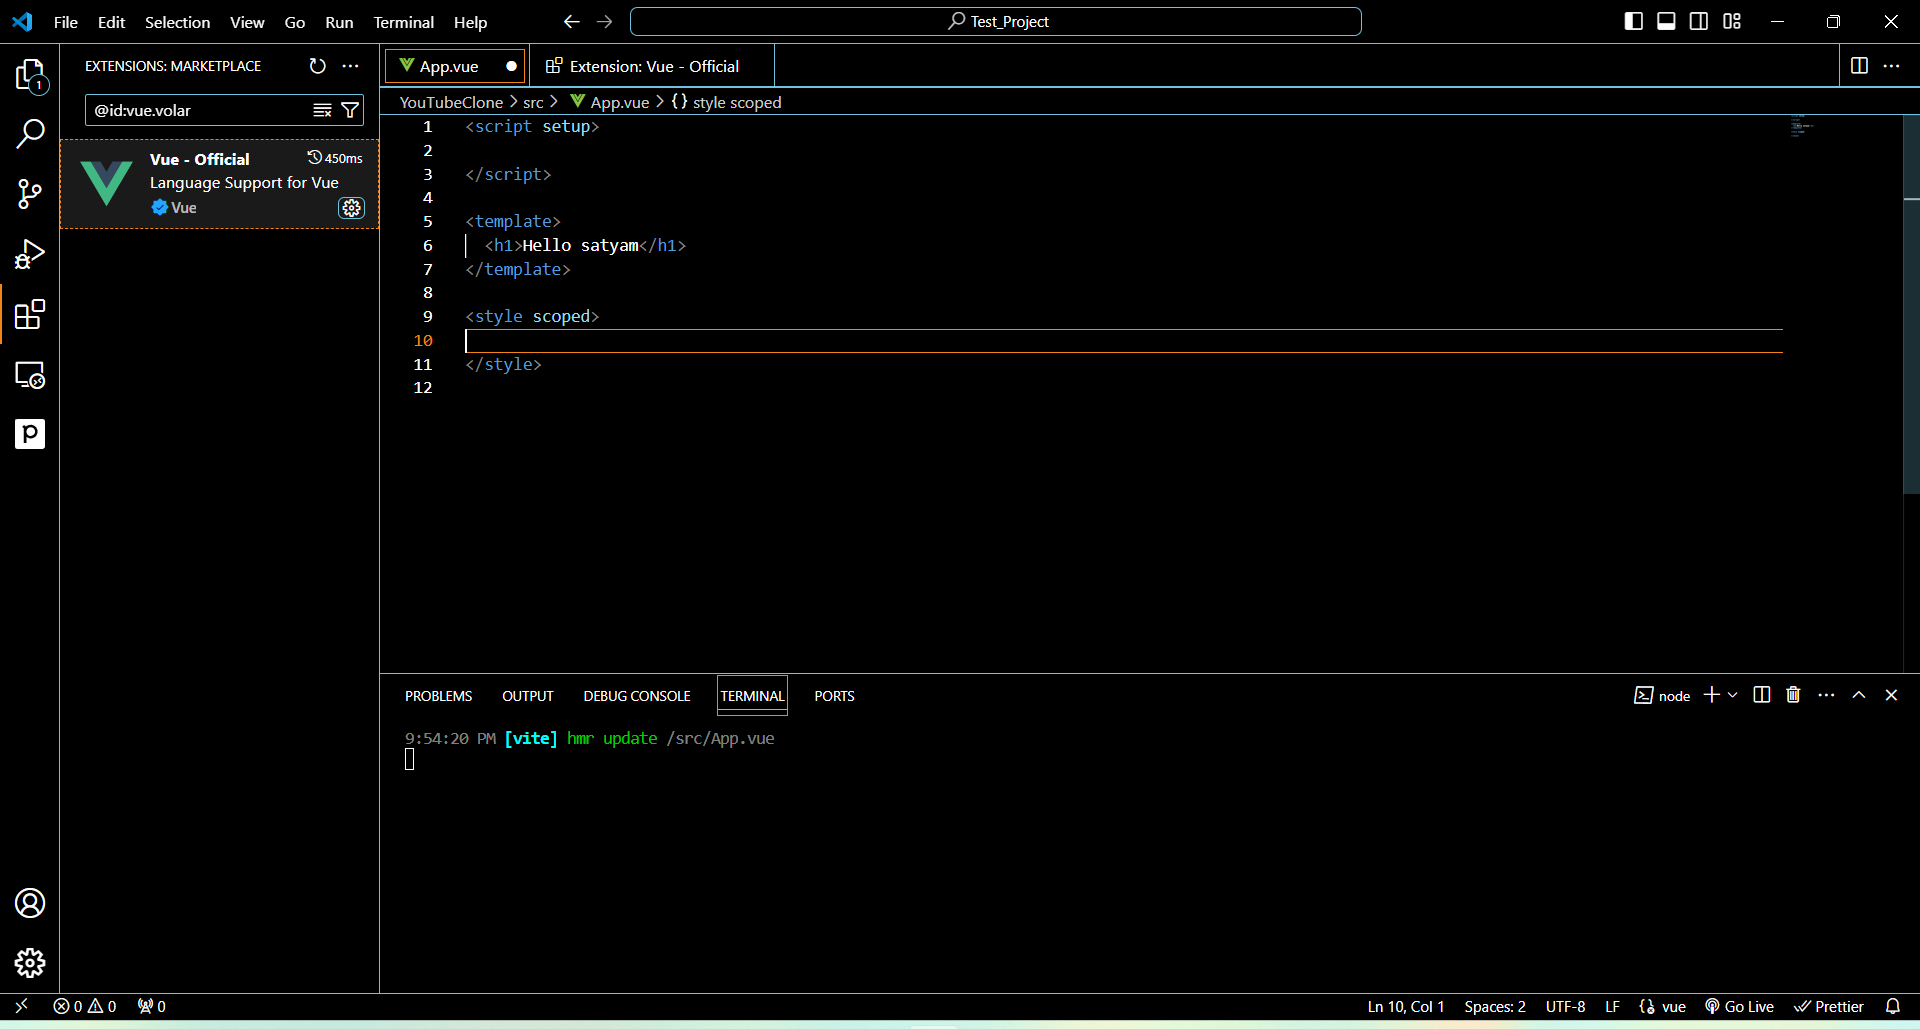 File Edit Selection View Go Run Terminal Help
Test_Project
EXTENSIONS: MARKETPLACE
1
@id:vue.volar
Vue - Official 450ms
Language Support for Vue
Vue
App.vue
Extension: Vue - Official
YouTubeClone > src > App.vue > {} style scoped
1 <script setup>
2
3 </script>
4
5 <template>
6 <h1>Hello satyam</h1>
7 </template>
8
9 <style scoped>
10
11 </style>
12
PROBLEMS OUTPUT DEBUG CONSOLE TERMINAL PORTS
node
9:54:20 PM [vite] hmr update /src/App.vue
0 0 0
Ln 10, Col 1 Spaces: 2 UTF-8 LF {} vue Go Live Prettier